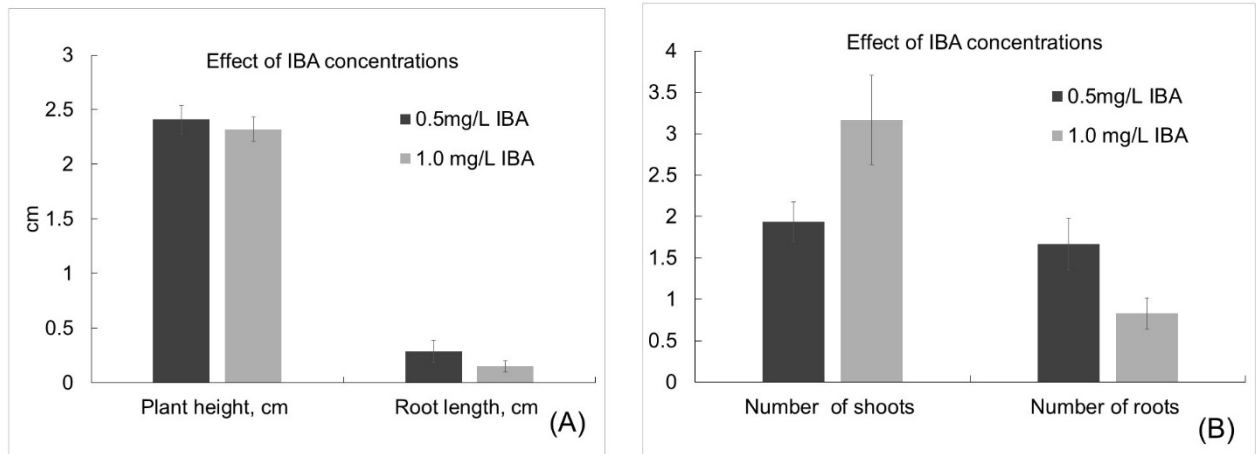 Effect of IBA concentrations
3
2.5
2
1.5
1
0.5
0
cm
0.5mg/L IBA
1.0 mg/L IBA
Plant height, cm
Root length, cm
(A)
Effect of IBA concentrations
4
3.5
3
2.5
2
1.5
1
0.5
0
0.5mg/L IBA
1.0 mg/L IBA
Number of shoots
Number of roots
(B)